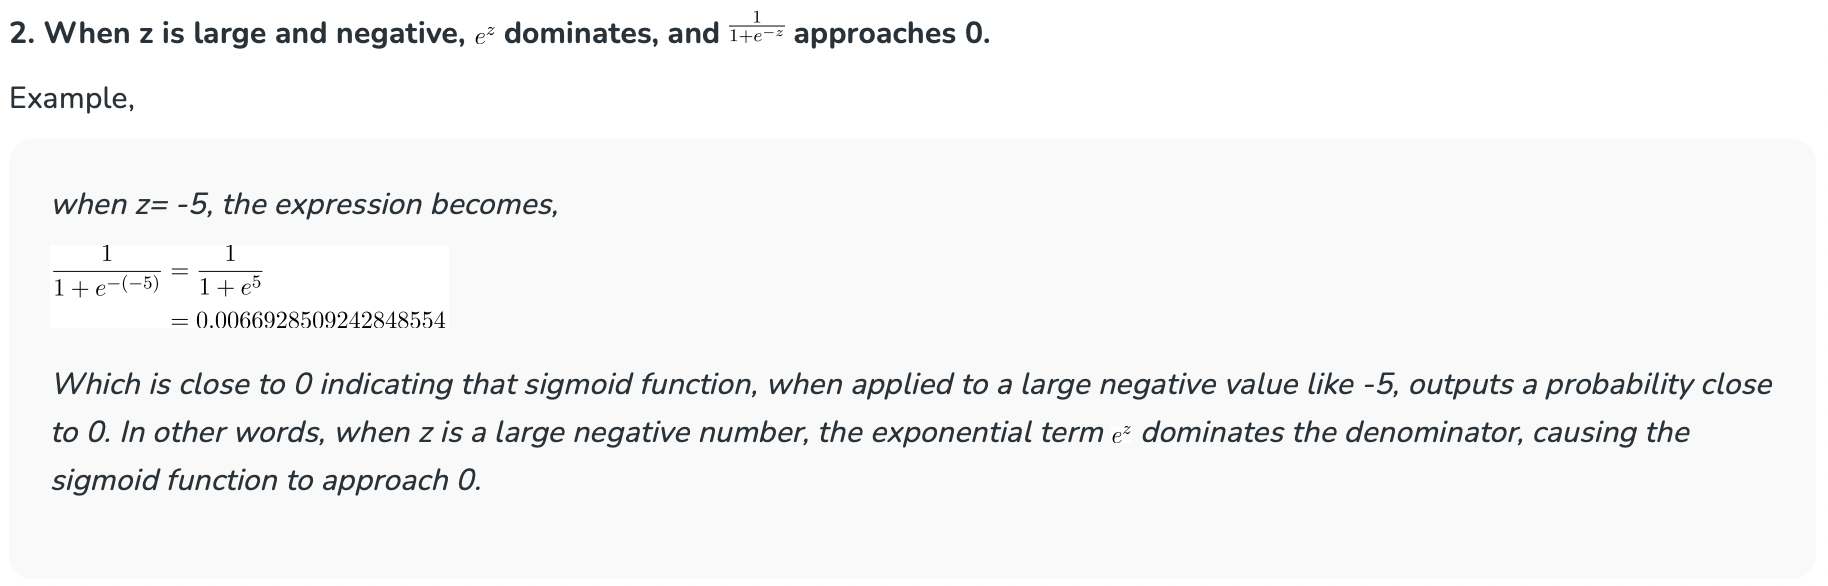 2. When z is large and negative, e^z dominates, and 1/(1+e^−z) approaches 0.
Example,
when z= -5, the expression becomes,
1/(1 + e^−(−5)) = 1/(1 + e^5)
= 0.0066928509242848554
Which is close to 0 indicating that sigmoid function, when applied to a large negative value like -5, outputs a probability close
to 0. In other words, when z is a large negative number, the exponential term e^z dominates the denominator, causing the
sigmoid function to approach 0.